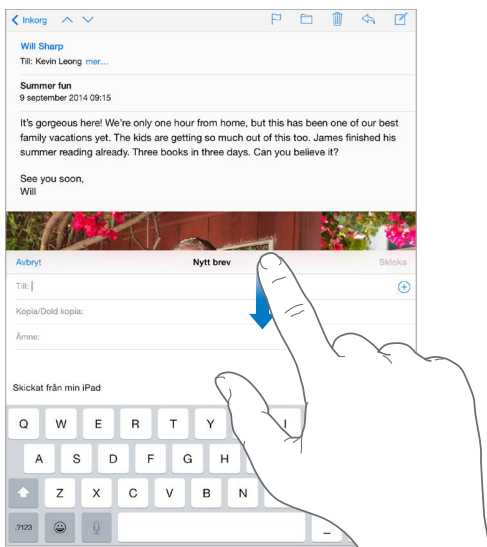 Inkorg
Will Sharp
Till: Kevin Leong mer...
Summer fun
9 september 2014 09:15
It's gorgeous here! We're only one hour from home, but this has been one of our best
family vacations yet. The kids are getting so much out of this too. James finished his
summer reading already. Three books in three days. Can you believe it?
See you soon,
Will
Avbryt Nytt brev Skicka
Till:
Kopia/Dold kopia:
Ämne:
Skickat från min iPad
Q W E R T Y I
A S D F G H
Z X C V B N
.?123